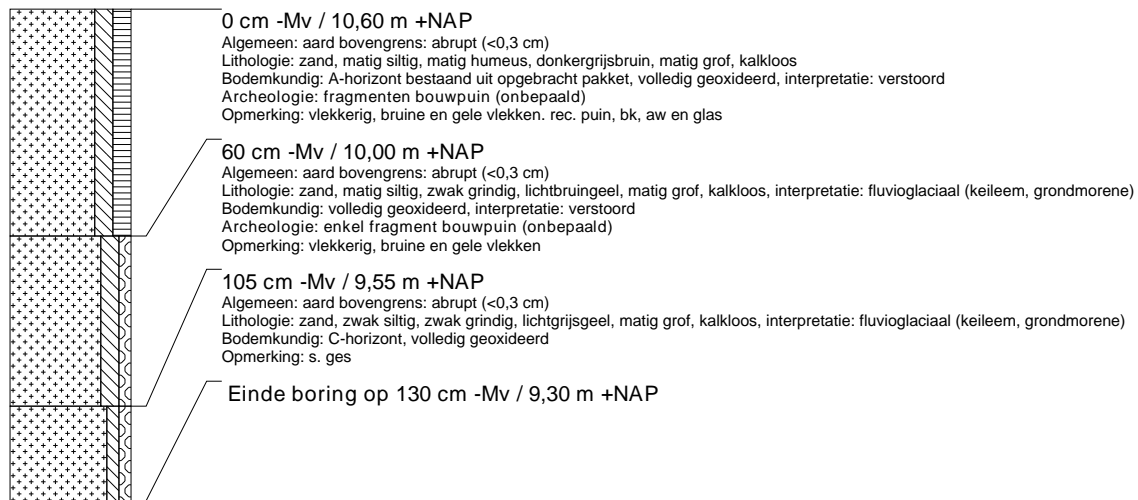 0 cm -Mv / 10,60 m +NAP
Algemeen: aard bovengrens: abrupt (<0,3 cm)
Lithologie: zand, matig siltig, matig humeus, donkergrijsbruin, matig grof, kalkloos
Bodemkundig: A-horizont bestaand uit opgebracht pakket, volledig geoxideerd, interpretatie: verstoord
Archeologie: fragmenten bouwpuin (onbepaald)
Opmerking: vlekkerig, bruine en gele vlekken. rec. puin, bk, aw en glas
60 cm -Mv / 10,00 m +NAP
Algemeen: aard bovengrens: abrupt (<0,3 cm)
Lithologie: zand, matig siltig, zwak grindig, lichtbruingeel, matig grof, kalkloos, interpretatie: fluvioglaciaal (keileem, grondmorene)
Bodemkundig: volledig geoxideerd, interpretatie: verstoord
Archeologie: enkel fragment bouwpuin (onbepaald)
Opmerking: vlekkerig, bruine en gele vlekken
105 cm -Mv / 9,55 m +NAP
Algemeen: aard bovengrens: abrupt (<0,3 cm)
Lithologie: zand, zwak siltig, zwak grindig, lichtgrijsgeel, matig grof, kalkloos, interpretatie: fluvioglaciaal (keileem, grondmorene)
Bodemkundig: C-horizont, volledig geoxideerd
Opmerking: s. ges
Einde boring op 130 cm -Mv / 9,30 m +NAP